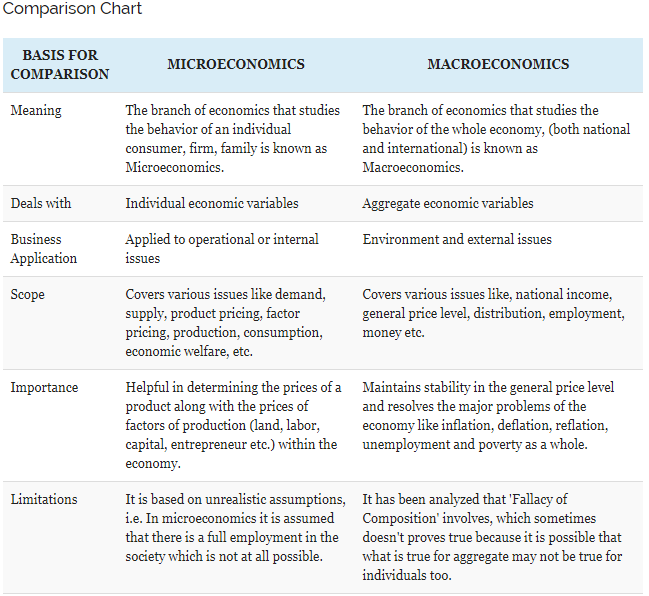 Comparison Chart
BASIS FOR
COMPARISON
MICROECONOMICS
MACROECONOMICS
Meaning
The branch of economics that studies
the behavior of an individual
consumer, firm, family is known as
Microeconomics.
The branch of economics that studies the
behavior of the whole economy, (both national
and international) is known as
Macroeconomics.
Deals with
Individual economic variables
Aggregate economic variables
Business
Application
Applied to operational or internal
issues
Environment and external issues
Scope
Covers various issues like demand,
supply, product pricing, factor
pricing, production, consumption,
economic welfare, etc.
Covers various issues like, national income,
general price level, distribution, employment,
money etc.
Importance
Helpful in determining the prices of a
product along with the prices of
factors of production (land, labor,
capital, entrepreneur etc.) within the
economy.
Maintains stability in the general price level
and resolves the major problems of the
economy like inflation, deflation, reflation,
unemployment and poverty as a whole.
Limitations
It is based on unrealistic assumptions,
i.e. In microeconomics it is assumed
that there is a full employment in the
society which is not at all possible.
It has been analyzed that 'Fallacy of
Composition' involves, which sometimes
doesn't proves true because it is possible that
what is true for aggregate may not be true for
individuals too.